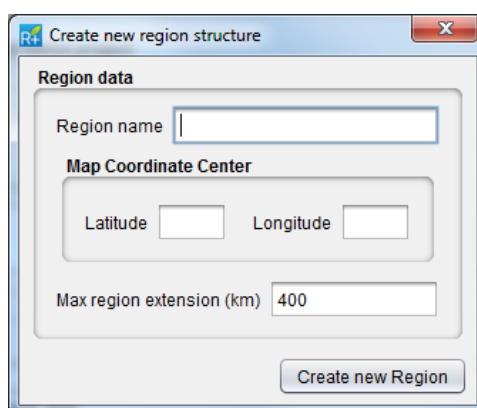 R+ Create new region structure x
Region data
Region name
Map Coordinate Center
Latitude Longitude
Max region extension (km) 400
Create new Region